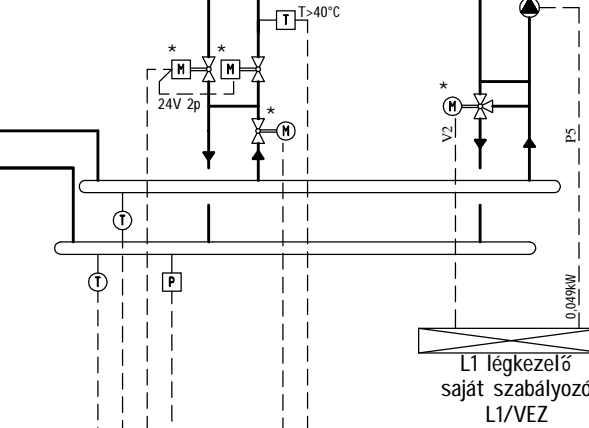 T
T>40°C
*
*
M
M
24V 2p
*
M
*
M
V2
P5
T
T
P
0,049kW
L1 légkezelő
saját szabályozó
L1/VEZ